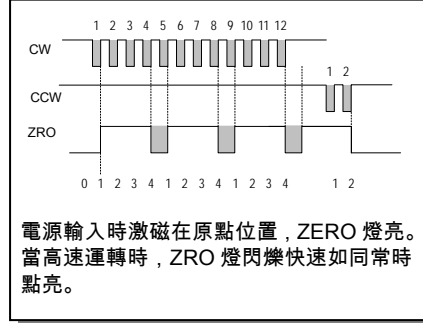 1 2 3 4 5 6 7 8 9 10 11 12
CW
1 2
CCW
ZRO
0 1 2 3 4 1 2 3 4 1 2 3 4 1 2
電源輸入時激磁在原點位置 , ZERO 燈亮。
當高速運轉時 , ZRO 燈閃爍快速如同常時
點亮。